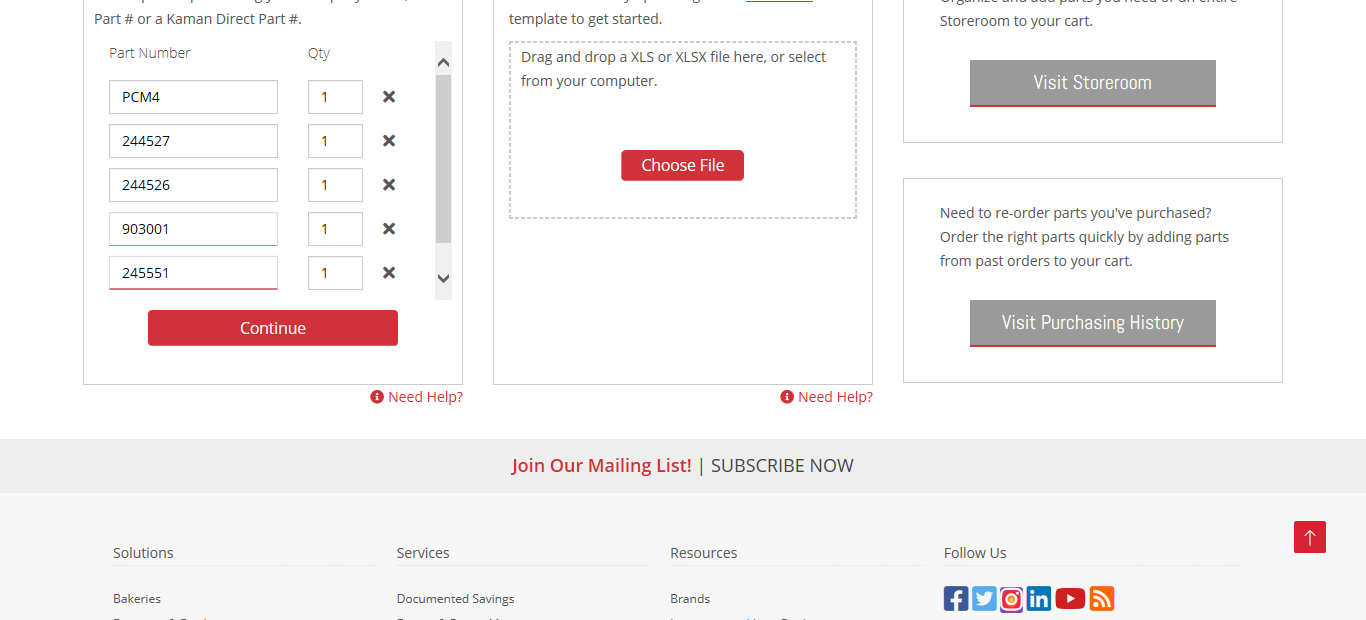 Part # or a Kaman Direct Part #.
Part Number Qty
PCM4 1
244527 1
244526 1
903001 1
245551 1
Continue
Need Help?
template to get started.
Drag and drop a XLS or XLSX file here, or select
from your computer.
Choose File
Need Help?
Storeroom to your cart.
Visit Storeroom
Need to re-order parts you've purchased?
Order the right parts quickly by adding parts
from past orders to your cart.
Visit Purchasing History
Join Our Mailing List! | SUBSCRIBE NOW
Solutions
Bakeries
Services
Documented Savings
Resources
Brands
Follow Us